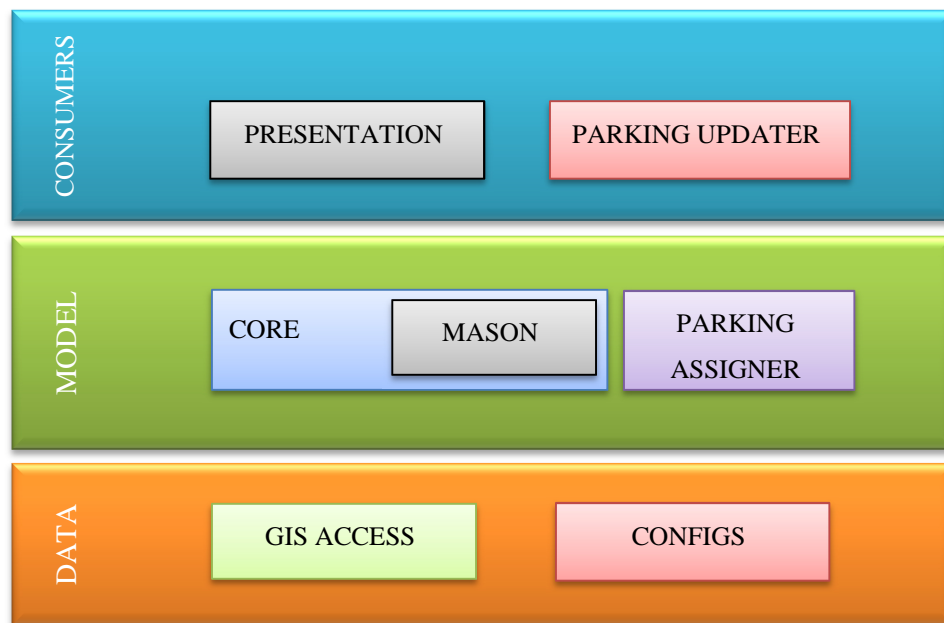 CONSUMERS
PRESENTATION
PARKING UPDATER
MODEL
CORE
MASON
PARKING
ASSIGNER
DATA
GIS ACCESS
CONFIGS